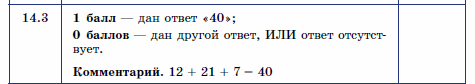 14.3
1 балл — дан ответ «40»;
0 баллов — дан другой ответ, ИЛИ ответ отсутст-
вует.
Комментарий. 12 + 21 + 7 − 40